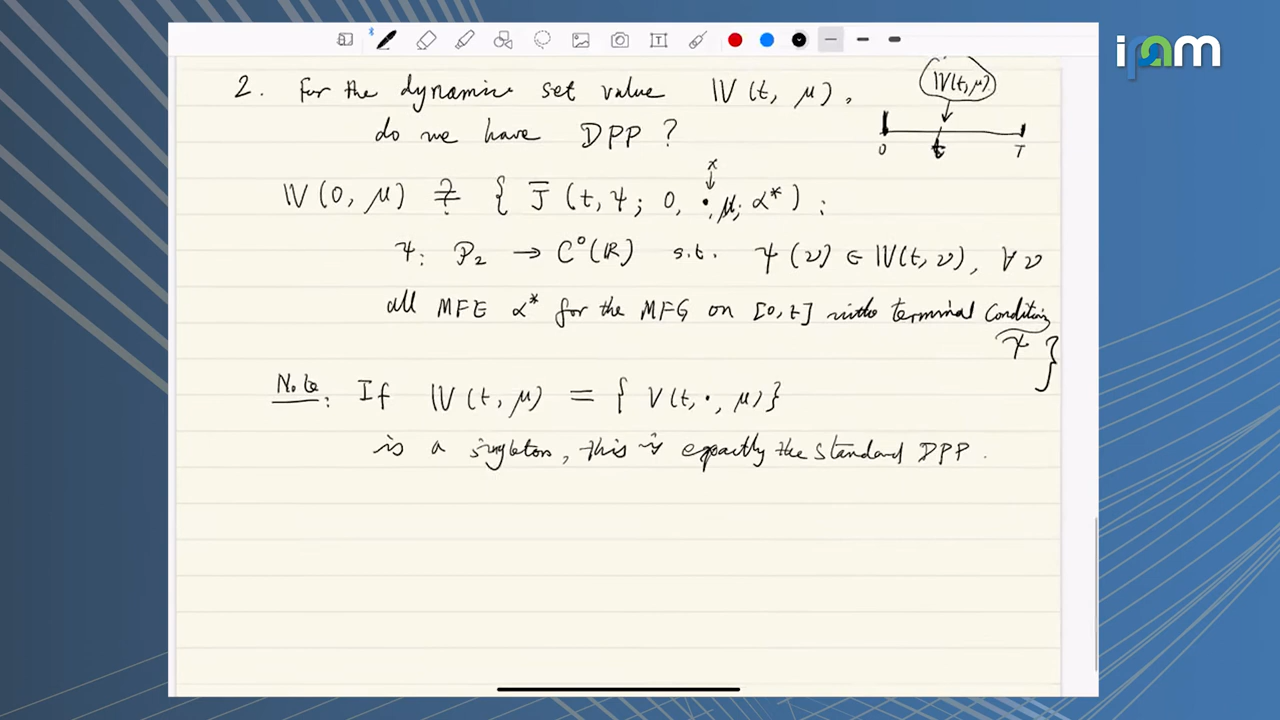 ipam
2. For the dynamic set value 𝕍(t, μ),
𝕍(t, μ)
0 t T
do we have DPP?
x
𝕍(0, μ) ≟ { J̅ (t, ψ; 0, ·, μ; α*) :
ψ: P₂ → C⁰(ℝ) s.t. ψ(ν) ∈ 𝕍(t, ν), ∀ν
all MFE α* for the MFG on [0, t] with terminal condition
ψ }
Note: If 𝕍(t, μ) = { V(t, ·, μ) }
is a singleton, this is exactly the standard DPP.